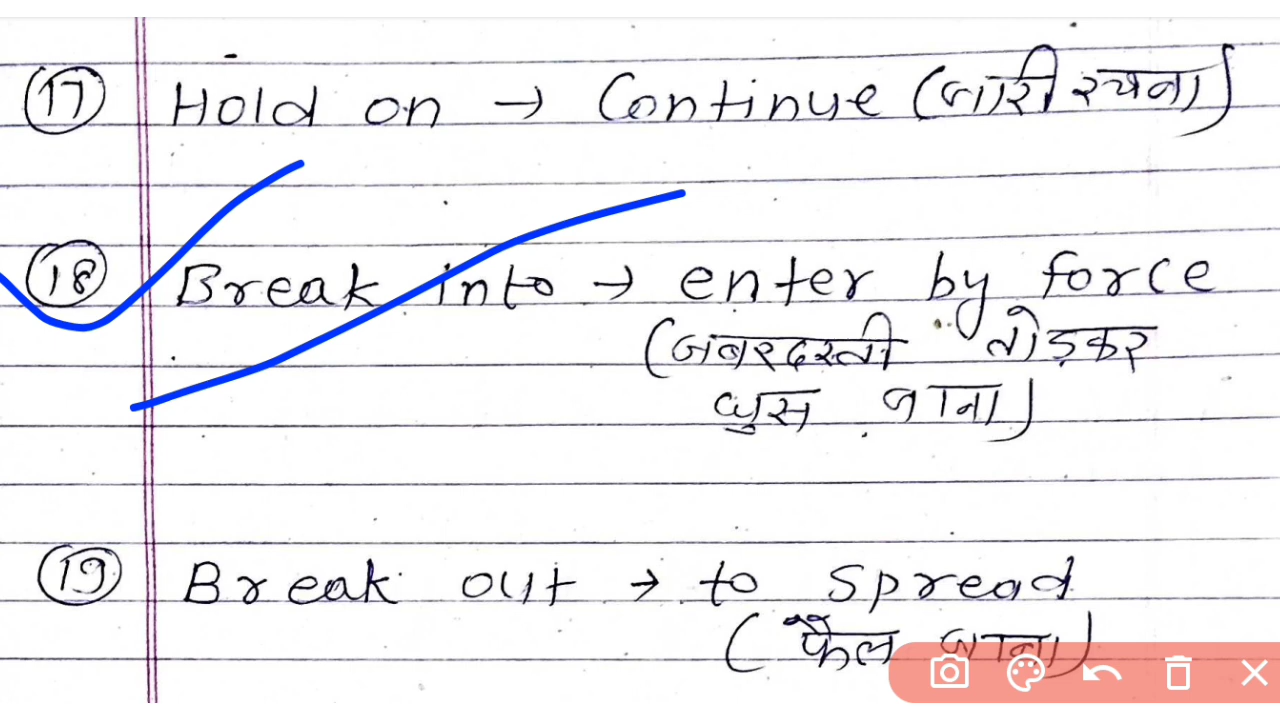 17 Hold on → Continue (जारी रखना)
18 Break into → enter by force
(जबरदस्ती तोड़कर
घुस जाना)
19 Break out → to spread
(फैल जाना)